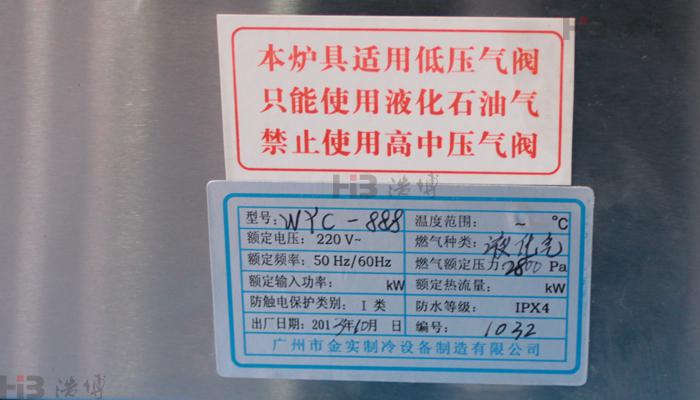 本炉具适用低压气阀
只能使用液化石油气
禁止使用高中压气阀
HB 浩博
型号: WYC-888 温度范围: ~ ℃
额定电压: 220 V~ 燃气种类: 液化气
额定频率: 50 Hz/60Hz 燃气额定压力: 2800 Pa
额定输入功率: kW 额定热流量: kW
防触电保护类别: I 类 防水等级: IPX4
出厂日期: 2013年10月 日 编号: 1032
广州市金实制冷设备制造有限公司
HB 浩博